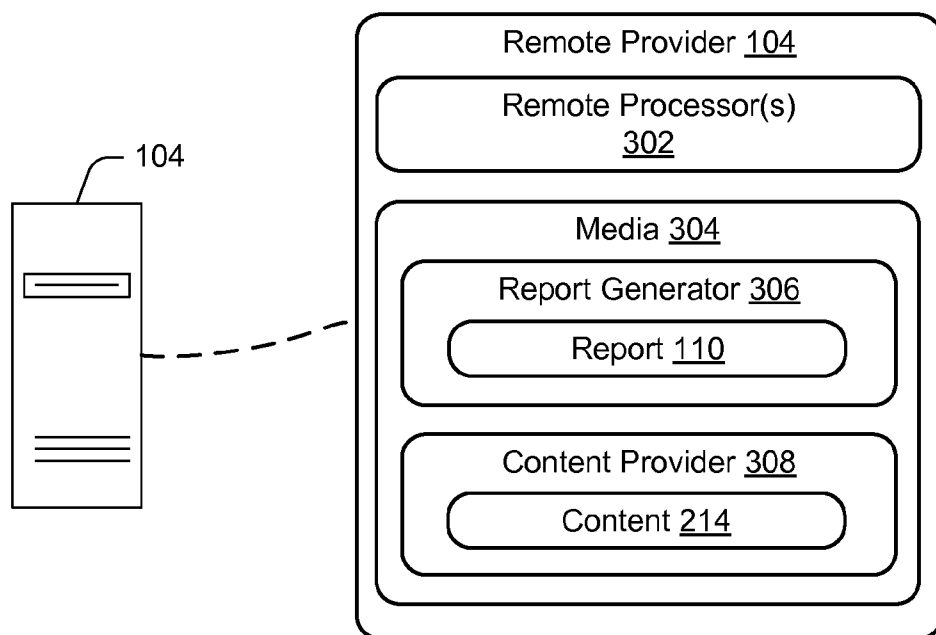 Remote Provider 104
Remote Processor(s)
302
104
Media 304
Report Generator 306
Report 110
Content Provider 308
Content 214